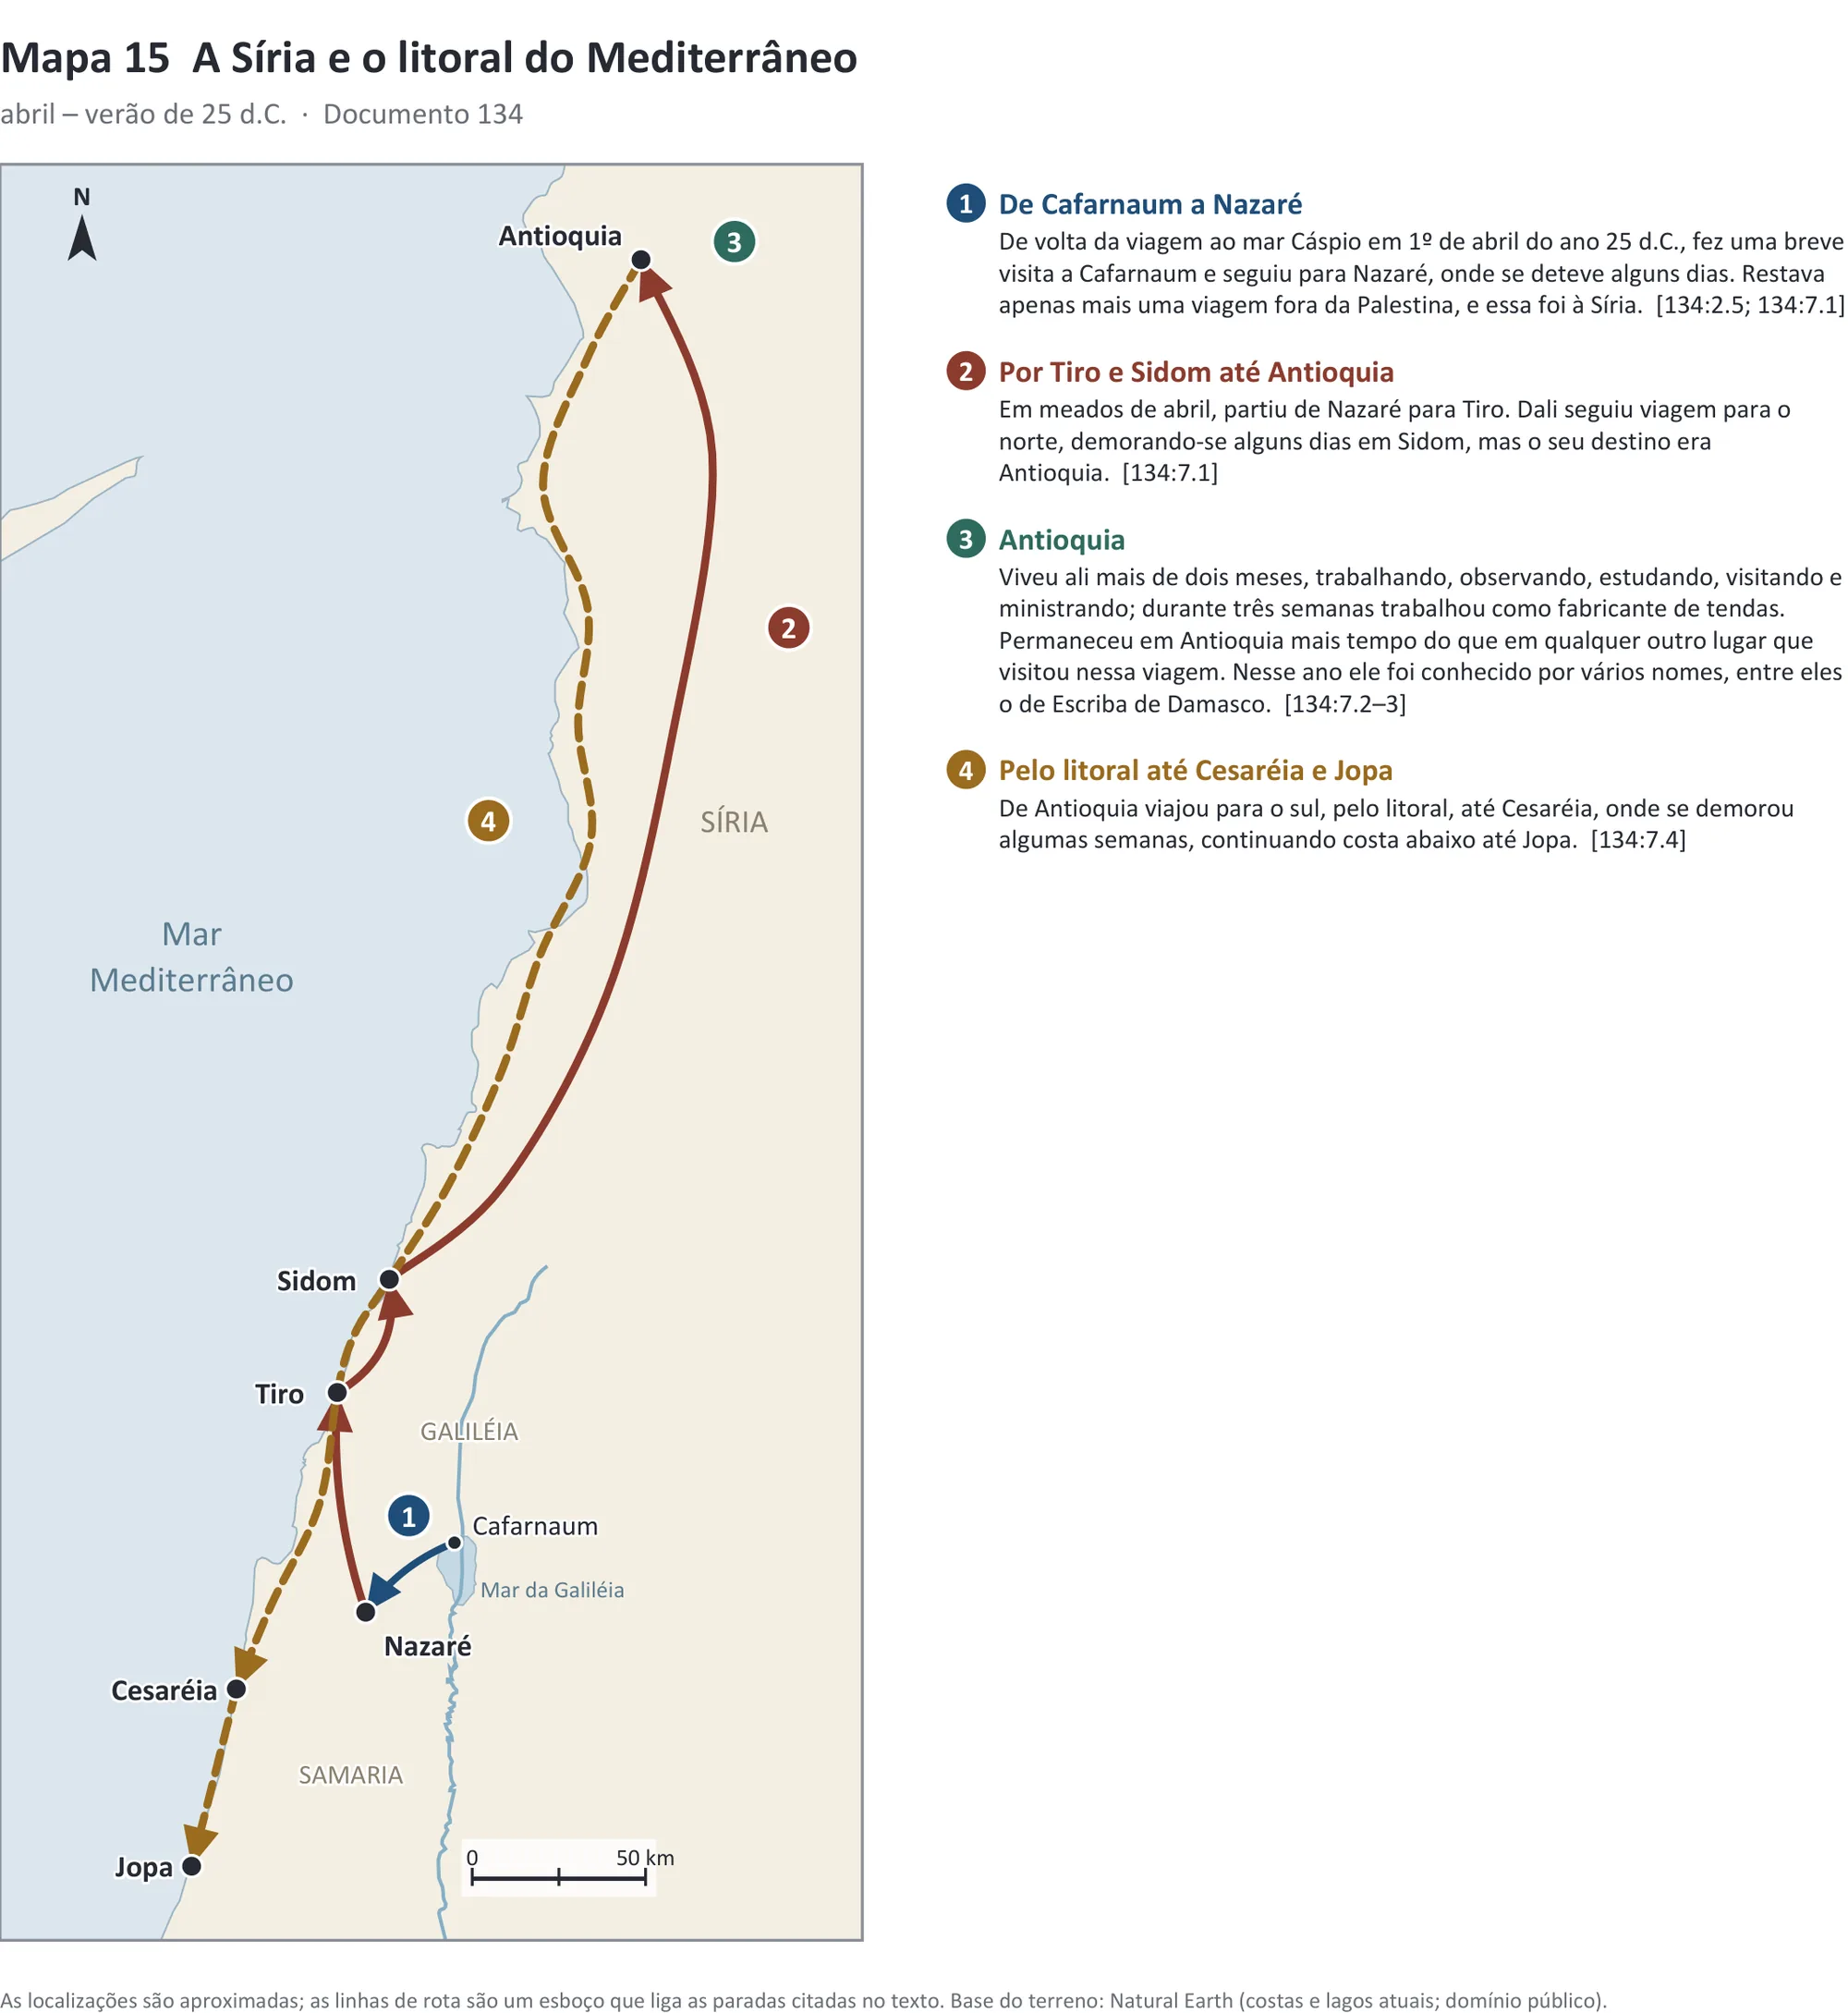 Mapa 15  A Síria e o litoral do Mediterrâneo
abril – verão de 25 d.C.  ·  Documento 134
N
Antioquia
3
2
4
SÍRIA
Mar
Mediterrâneo
Sidom
Tiro
GALILÉIA
1
Cafarnaum
Mar da Galiléia
Nazaré
Cesaréia
SAMARIA
Jopa
0 50 km
1 De Cafarnaum a Nazaré
De volta da viagem ao mar Cáspio em 1º de abril do ano 25 d.C., fez uma breve
visita a Cafarnaum e seguiu para Nazaré, onde se deteve alguns dias. Restava
apenas mais uma viagem fora da Palestina, e essa foi à Síria.  [134:2.5; 134:7.1]
2 Por Tiro e Sidom até Antioquia
Em meados de abril, partiu de Nazaré para Tiro. Dali seguiu viagem para o
norte, demorando-se alguns dias em Sidom, mas o seu destino era
Antioquia.  [134:7.1]
3 Antioquia
Viveu ali mais de dois meses, trabalhando, observando, estudando, visitando e
ministrando; durante três semanas trabalhou como fabricante de tendas.
Permaneceu em Antioquia mais tempo do que em qualquer outro lugar que
visitou nessa viagem. Nesse ano ele foi conhecido por vários nomes, entre eles
o de Escriba de Damasco.  [134:7.2–3]
4 Pelo litoral até Cesaréia e Jopa
De Antioquia viajou para o sul, pelo litoral, até Cesaréia, onde se demorou
algumas semanas, continuando costa abaixo até Jopa.  [134:7.4]
As localizações são aproximadas; as linhas de rota são um esboço que liga as paradas citadas no texto. Base do terreno: Natural Earth (costas e lagos atuais; domínio público).